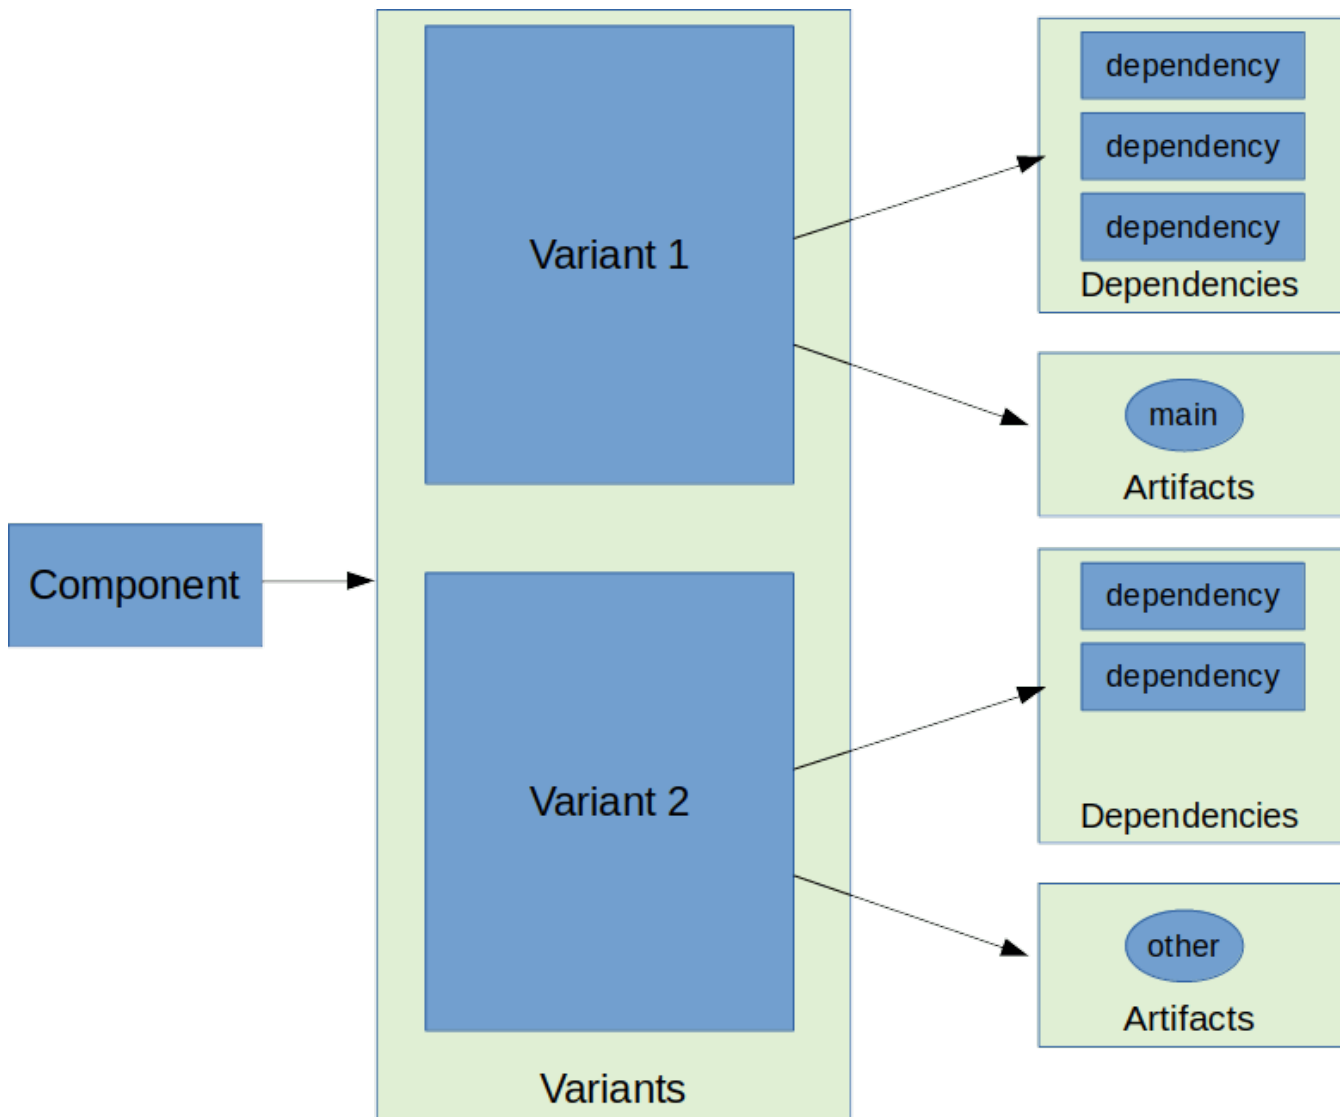 Component
Variant 1
Variant 2
Variants
dependency
dependency
dependency
Dependencies
main
Artifacts
dependency
dependency
Dependencies
other
Artifacts